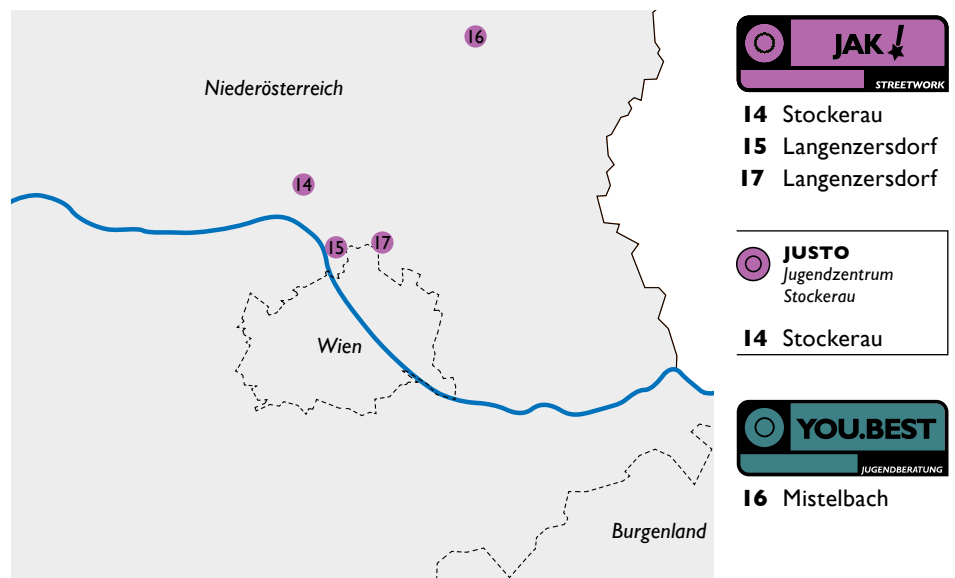 16
Niederösterreich
14
15
17
Wien
Burgenland
JAK!
STREETWORK
14 Stockerau
15 Langenzersdorf
17 Langenzersdorf
JUSTO
Jugendzentrum
Stockerau
14 Stockerau
YOU.BEST
JUGENDBERATUNG
16 Mistelbach